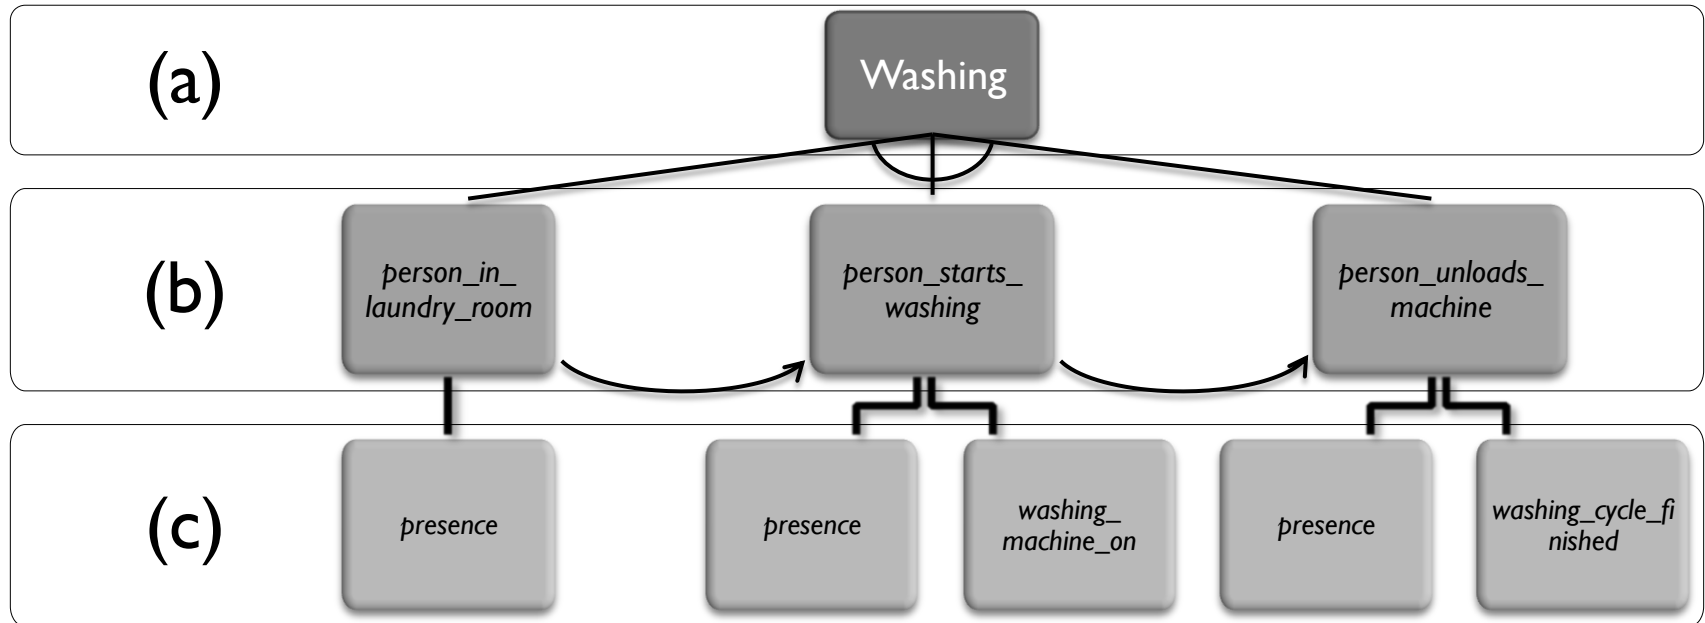 (a)
Washing
(b)
person_in_
laundry_room
person_starts_
washing
person_unloads_
machine
(c)
presence
presence
washing_
machine_on
presence
washing_cycle_fi
nished